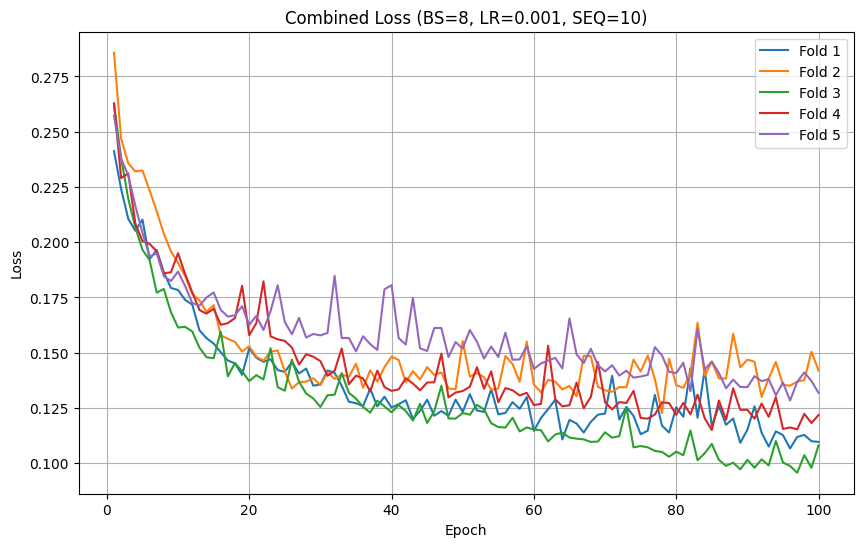 Combined Loss (BS=8, LR=0.001, SEQ=10)
Fold 1
Fold 2
Fold 3
Fold 4
Fold 5
Loss
0.275
0.250
0.225
0.200
0.175
0.150
0.125
0.100
0
20
40
60
80
100
Epoch